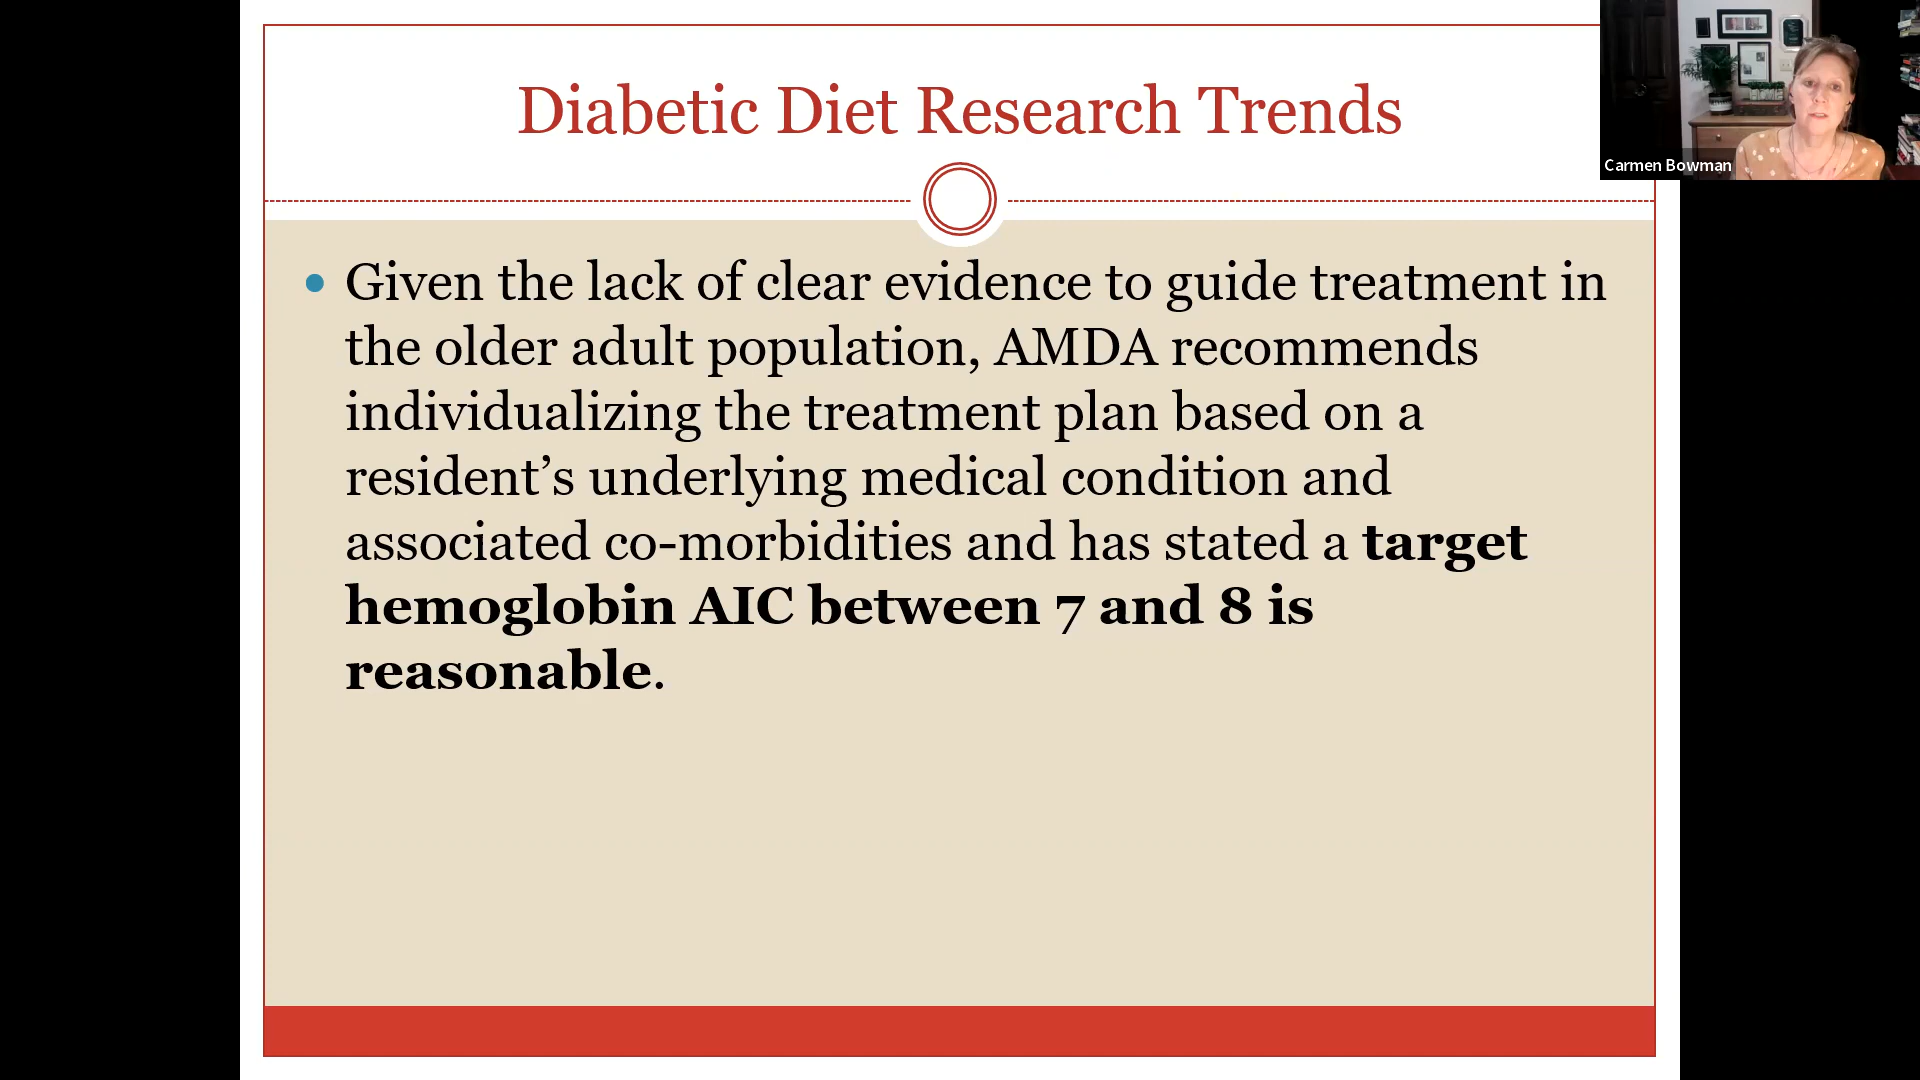 Diabetic Diet Research Trends
Carmen Bowman
• Given the lack of clear evidence to guide treatment in
the older adult population, AMDA recommends
individualizing the treatment plan based on a
resident’s underlying medical condition and
associated co-morbidities and has stated a target
hemoglobin AIC between 7 and 8 is
reasonable.